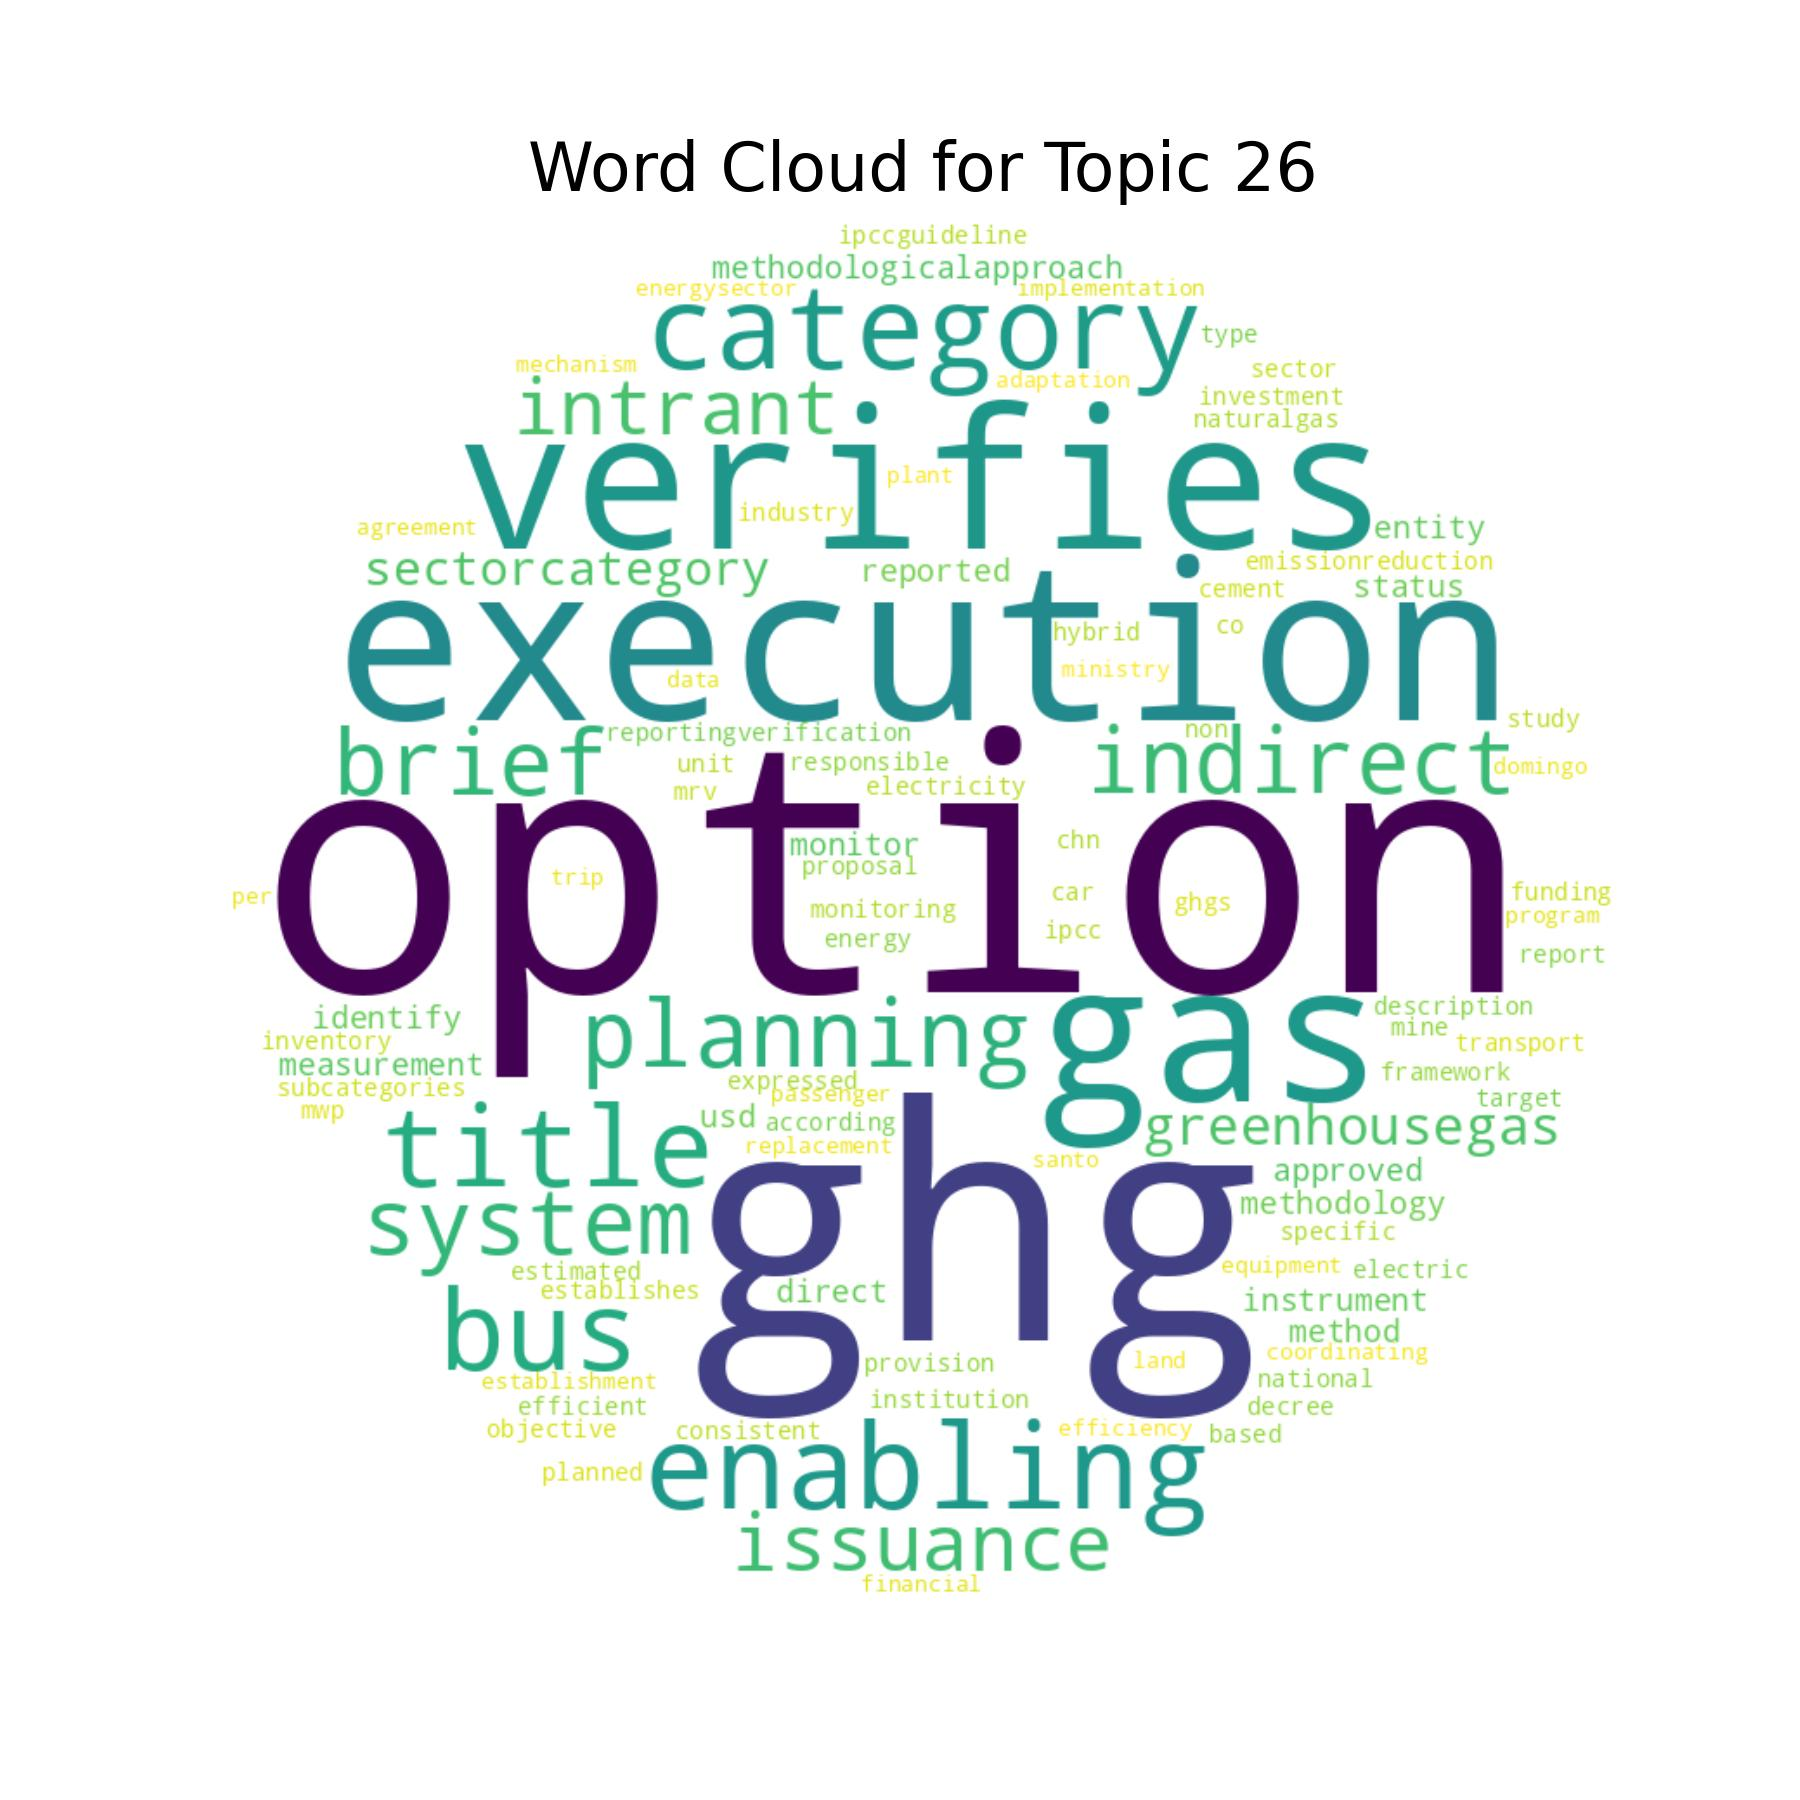 Word Cloud for Topic 26
ipccguideline
methodologicalapproach
energysector implementation
category type
mechanism adaptation sector
intrant investment
naturalgas
verifies
plant
industry
agreement entity
sectorcategory reported emissionreduction
cement status
execution
hybrid co
data ministry
brief reportingverification non indirect study
unit responsible domingo
mrv electricity
option
monitor chn
proposal
per trip car ghgs funding
monitoring program
energy ipcc report
identify planning gas description
inventory mine transport
measurement framework
subcategories expressed target
mwp passenger
title usd according greenhousegas
replacement santo approved
system ghg methodology
specific
estimated equipment electric
establishes direct instrument
bus method
provision land coordinating
establishment institution national
efficient decree
objective consistent efficiency based
planned enabling
issuance
financial